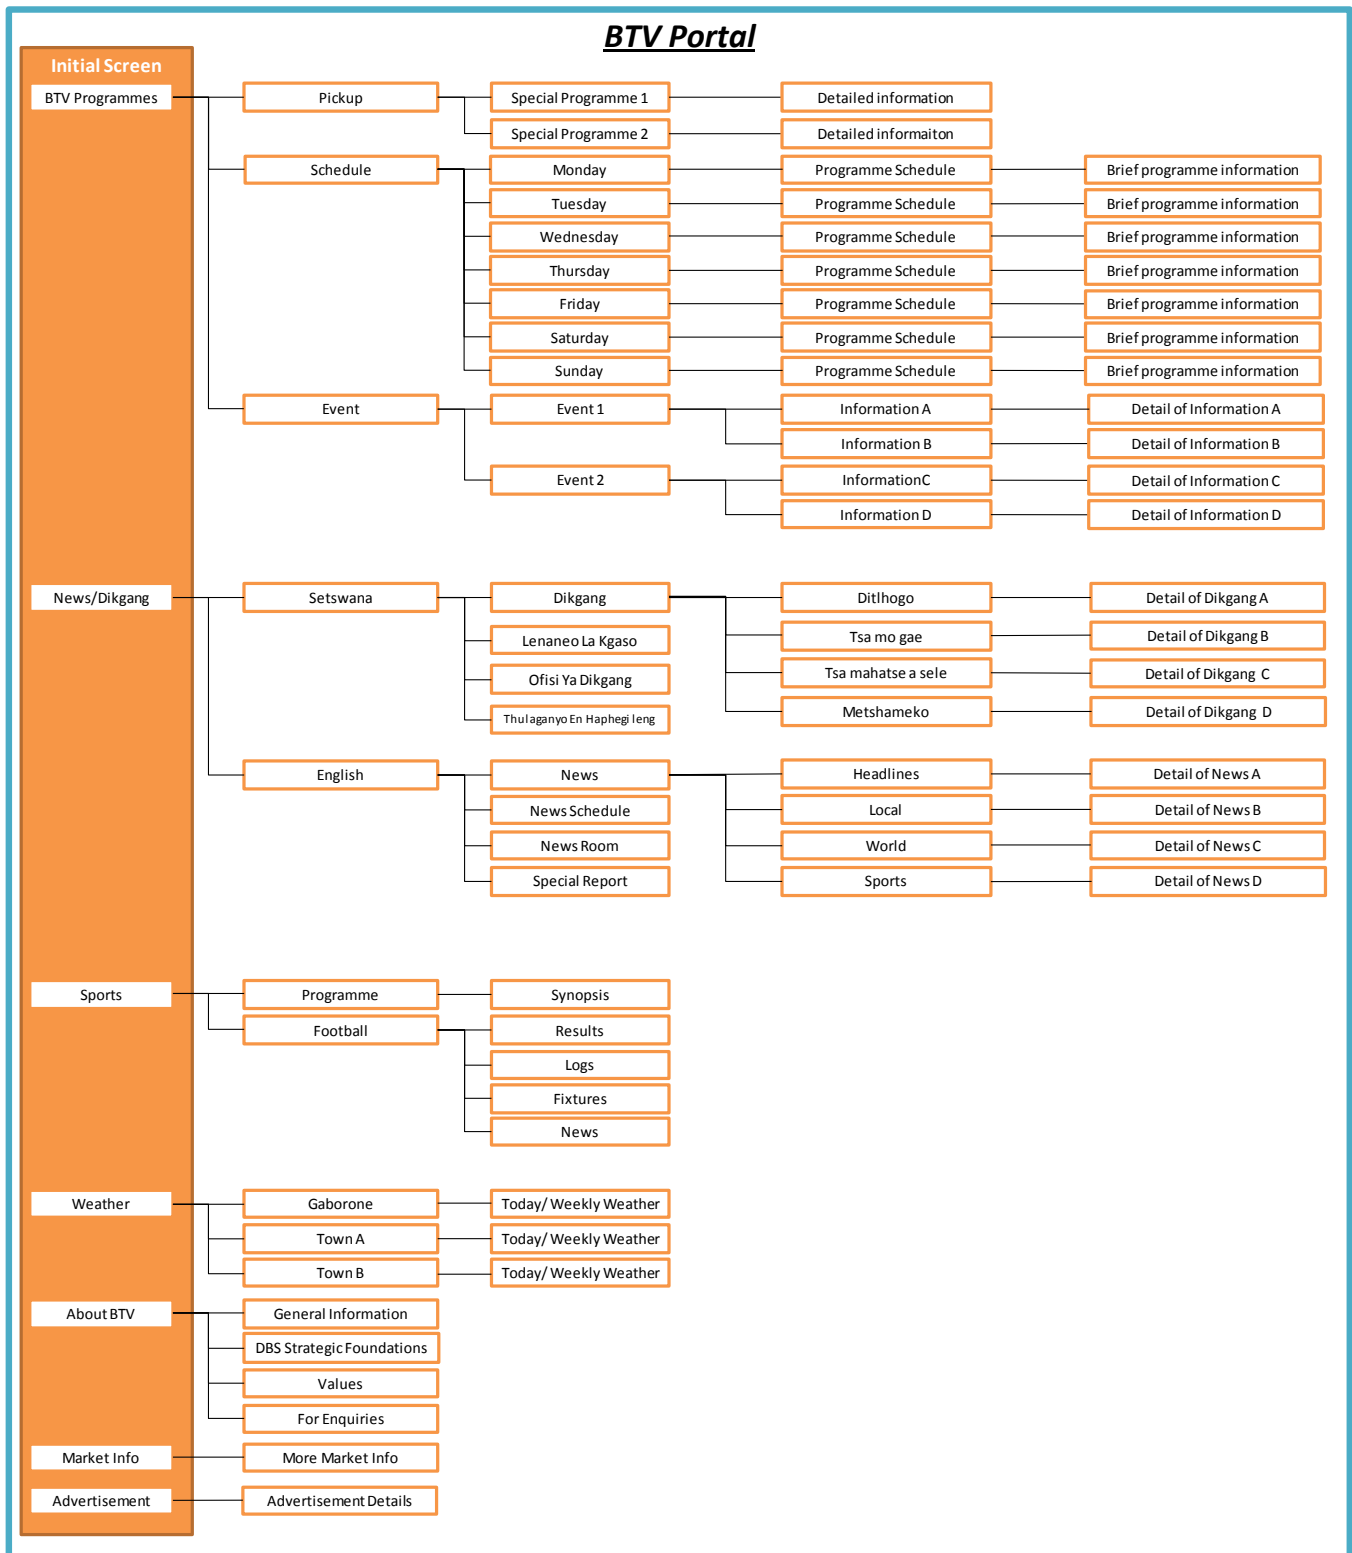 BTV Portal
Initial Screen
BTV Programmes
Pickup
Special Programme 1
Detailed information
Special Programme 2
Detailed informaiton
Schedule
Monday
Programme Schedule
Brief programme information
Tuesday
Programme Schedule
Brief programme information
Wednesday
Programme Schedule
Brief programme information
Thursday
Programme Schedule
Brief programme information
Friday
Programme Schedule
Brief programme information
Saturday
Programme Schedule
Brief programme information
Sunday
Programme Schedule
Brief programme information
Event
Event 1
Information A
Detail of Information A
Information B
Detail of Information B
Event 2
InformationC
Detail of Information C
Information D
Detail of Information D
News/Dikgang
Setswana
Dikgang
Ditlhogo
Detail of Dikgang A
Lenaneo La Kgaso
Tsa mo gae
Detail of Dikgang B
Ofisi Ya Dikgang
Tsa mahatse a sele
Detail of Dikgang C
Thulaganyo En Haphegileng
Metshameko
Detail of Dikgang D
English
News
Headlines
Detail of News A
News Schedule
Local
Detail of News B
News Room
World
Detail of News C
Special Report
Sports
Detail of News D
Sports
Programme
Synopsis
Football
Results
Logs
Fixtures
News
Weather
Gaborone
Today/ Weekly Weather
Town A
Today/ Weekly Weather
Town B
Today/ Weekly Weather
About BTV
General Information
DBS Strategic Foundations
Values
For Enquiries
Market Info
More Market Info
Advertisement
Advertisement Details